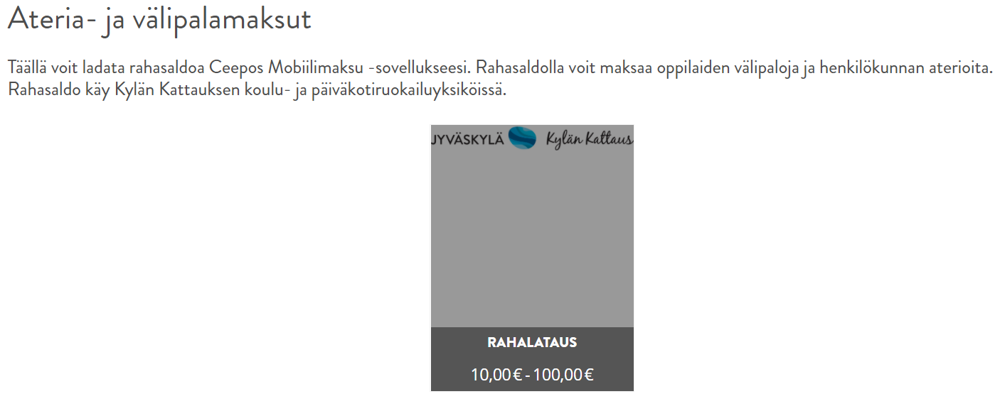 Ateria- ja välipalamaksut
Täällä voit ladata rahasaldoa Ceepos Mobiilimaksu -sovellukseesi. Rahasaldolla voit maksaa oppilaiden välipaloja ja henkilökunnan aterioita.
Rahasaldo käy Kylän Kattauksen koulu- ja päiväkotiruokailuyksiköissä.
JYVÄSKYLÄ Kylän Kattaus
RAHALATAUS
10,00 € - 100,00 €